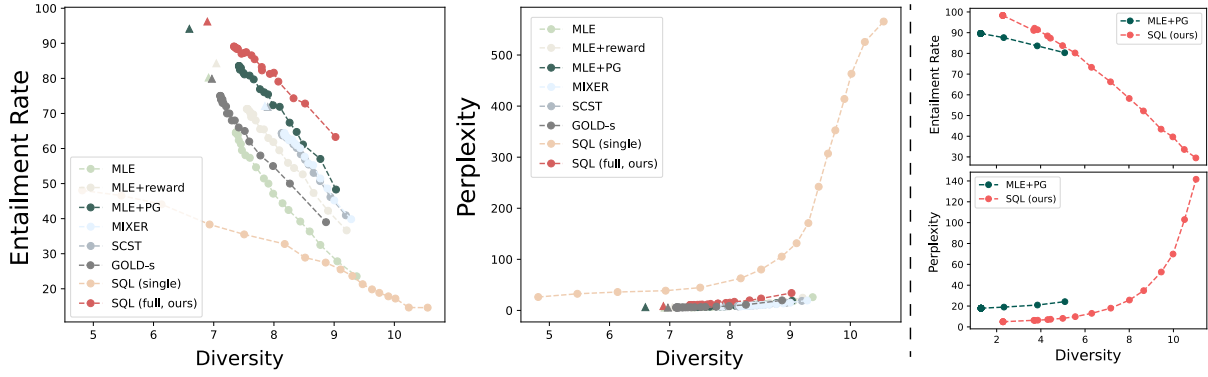 100
90
80
70
60
50
40
30
20
5
6
7
8
9
10
Entailment Rate
Diversity
MLE
MLE+reward
MLE+PG
MIXER
SCST
GOLD-s
SQL (single)
SQL (full, ours)
500
400
300
200
100
0
5
6
7
8
9
10
Perplexity
Diversity
MLE
MLE+reward
MLE+PG
MIXER
SCST
GOLD-s
SQL (single)
SQL (full, ours)
100
90
80
70
60
50
40
30
Entailment Rate
MLE+PG
SQL (ours)
140
120
100
80
60
40
20
0
2
4
6
8
10
Perplexity
Diversity
MLE+PG
SQL (ours)